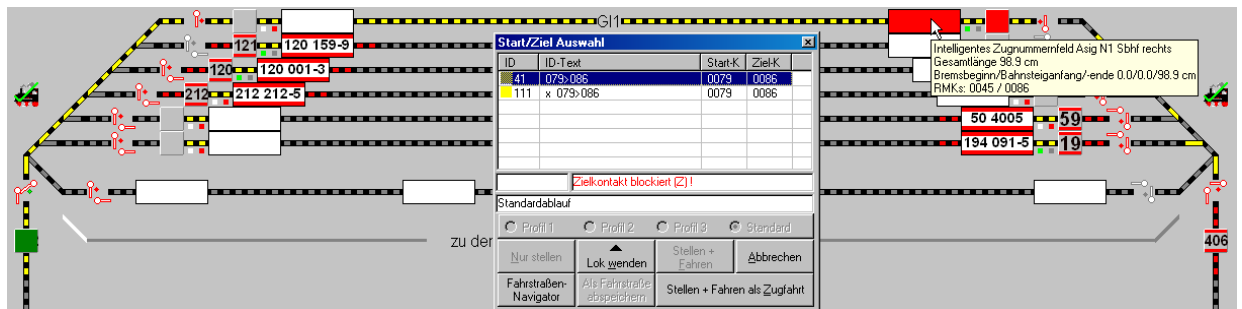 Gl1
121
120 159-9
120
120 001-3
212
212 212-5
Start/Ziel Auswahl
ID ID-Text Start-K Ziel-K
41 079>086 0079 0086
111 x 079>086 0079 0086
Zielkontakt blockiert (Z) !
Standardablauf
Profil 1 Profil 2 Profil 3 Standard
Nur stellen Lok wenden Stellen + Fahren Abbrechen
Fahrstraßen-Navigator Als Fahrstraße abspeichern Stellen + Fahren als Zugfahrt
Intelligentes Zugnummernfeld Asig N1 Sbhf rechts
Gesamtlänge 98.9 cm
Bremsbeginn/Bahnsteiganfang/-ende 0.0/0.0/98.9 cm
RMKs: 0045 / 0086
50 4005 59
194 091-5 19
zu der
406